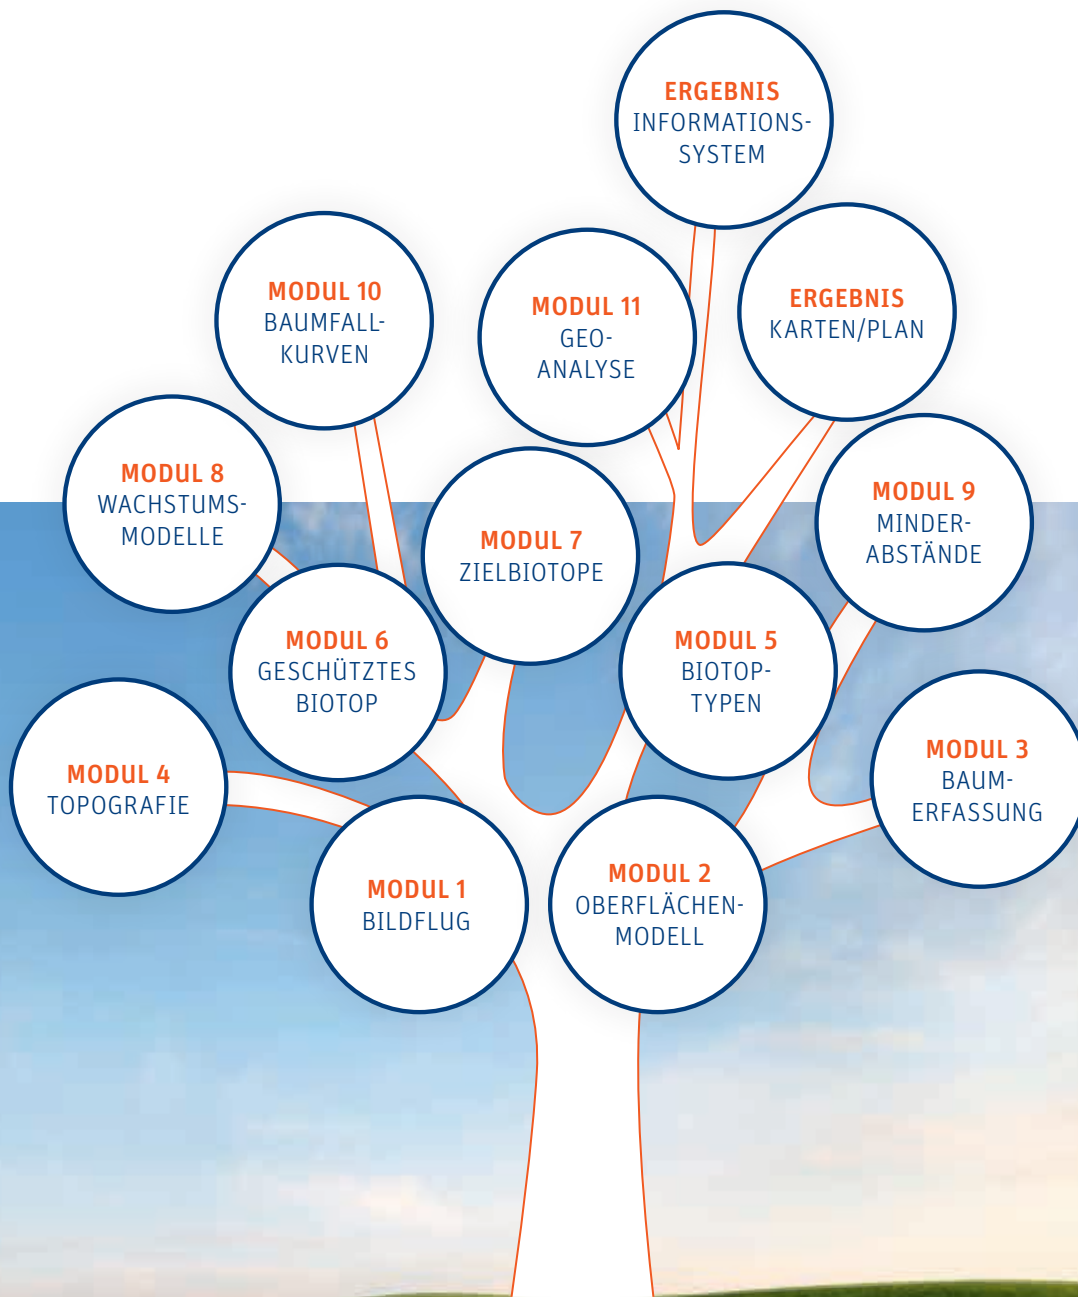 ERGEBNIS
INFORMATIONS-
SYSTEM
MODUL 10
BAUMFALL-
KURVEN
MODUL 11
GEO-
ANALYSE
ERGEBNIS
KARTEN/PLAN
MODUL 8
WACHSTUMS-
MODELLE
MODUL 7
ZIELBIOTOPE
MODUL 9
MINDER-
ABSTÄNDE
MODUL 6
GESCHÜTZTES
BIOTOP
MODUL 5
BIOTOP-
TYPEN
MODUL 4
TOPOGRAFIE
MODUL 3
BAUM-
ERFASSUNG
MODUL 1
BILDFLUG
MODUL 2
OBERFLÄCHEN-
MODELL